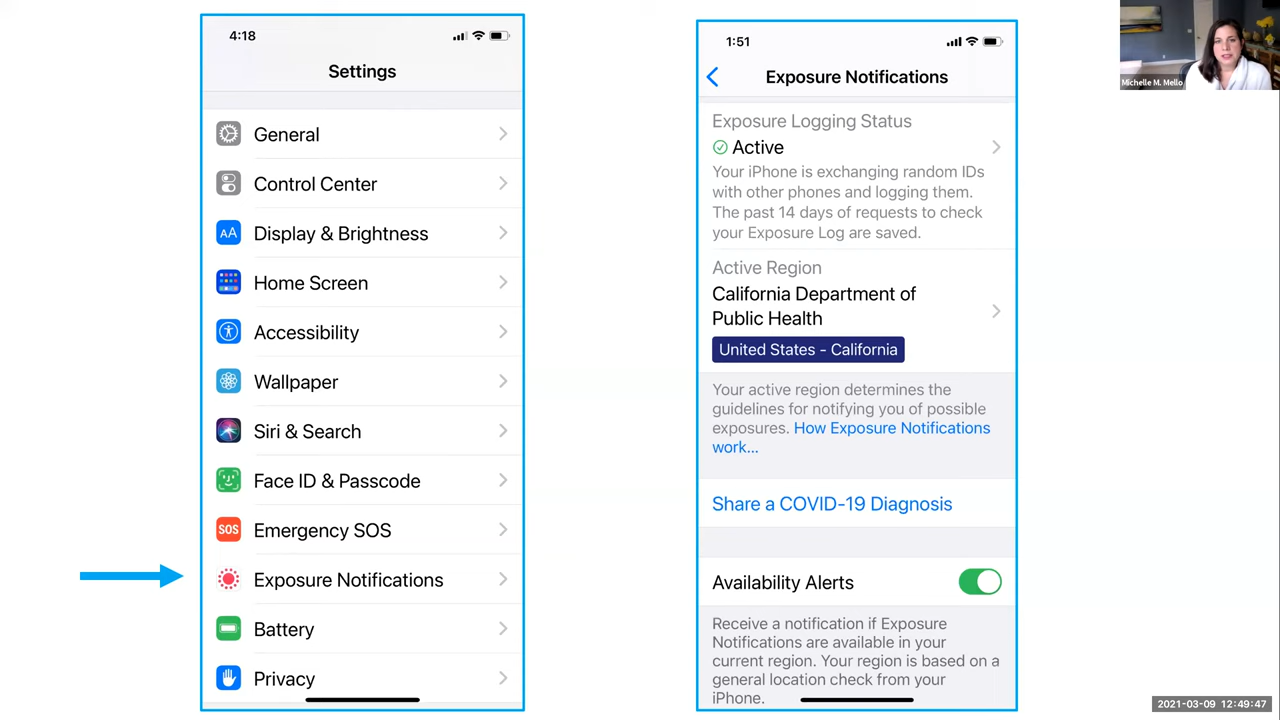 4:18
Settings
General
Control Center
AA
Display & Brightness
Home Screen
Accessibility
Wallpaper
Siri & Search
Face ID & Passcode
SOS
Emergency SOS
Exposure Notifications
Battery
Privacy
1:51
Exposure Notifications
Exposure Logging Status
Active
Your iPhone is exchanging random IDs
with other phones and logging them.
The past 14 days of requests to check
your Exposure Log are saved.
Active Region
California Department of
Public Health
United States - California
Your active region determines the
guidelines for notifying you of possible
exposures. How Exposure Notifications
work...
Share a COVID-19 Diagnosis
Availability Alerts
Receive a notification if Exposure
Notifications are available in your
current region. Your region is based on a
general location check from your
iPhone.
Michelle M. Mello
2021-03-09 12:49:47